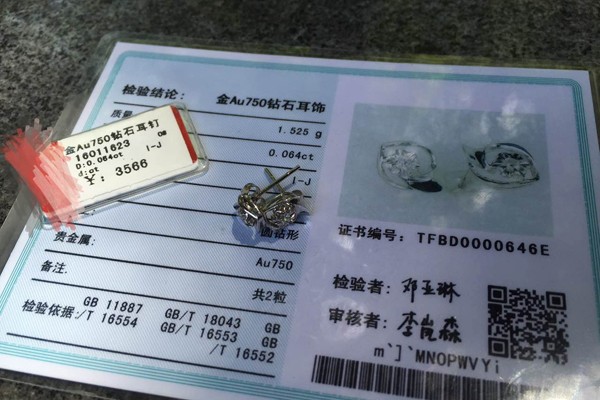 检验结论: 金Au750钻石耳饰
质量 1.525 g
0.064ct
I-J
圆钻形
贵金属: Au750
备注. 共2粒
检验依据: GB 11887 GB/T 18043 GB
/T 16554 GB/T 16553 GB
/T 16552
金Au750钻石耳钉
16011623
D:0.064ct I-J
d:ct
¥: 3566
证书编号: TFBD0000646E
检验者: 邓玉琳
审核者:
m`]`MNOPWVYi